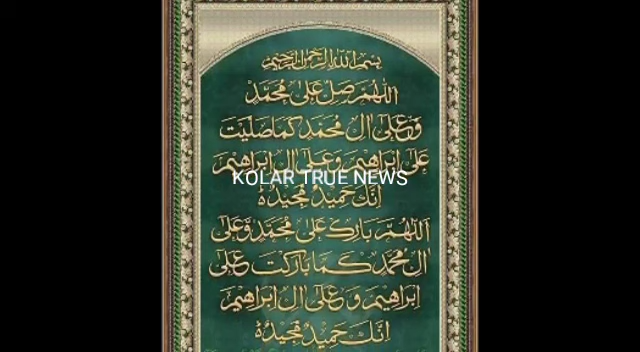 بسم الله الرحمن الرحيم
اللهم صل على محمد
وعلى ال محمد كما صليت
على ابراهيم وعلى ال ابراهيم
KOLAR TRUE NEWS
انك حميد مجيد
اللهم بارك على محمد وعلى
ال محمد كما باركت على
ابراهيم وعلى ال ابراهيم
انك حميد مجيد